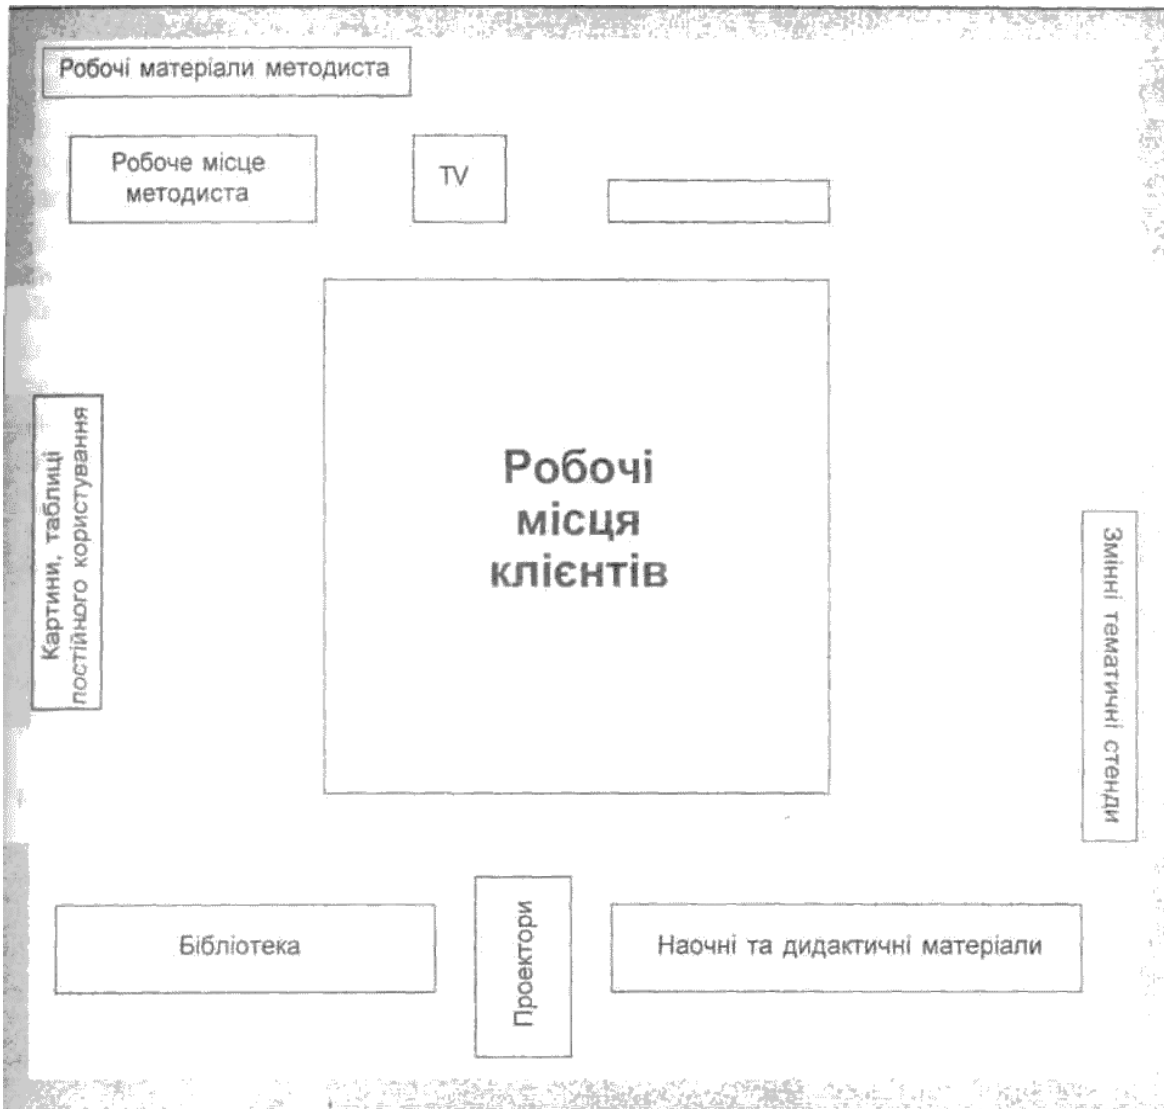 Робочі матеріали методиста
Робоче місце
методиста
TV
Картини, таблиці
постійного користування
Робочі
місця
клієнтів
Змінні тематичні стенди
Бібліотека
Проектори
Наочні та дидактичні матеріали